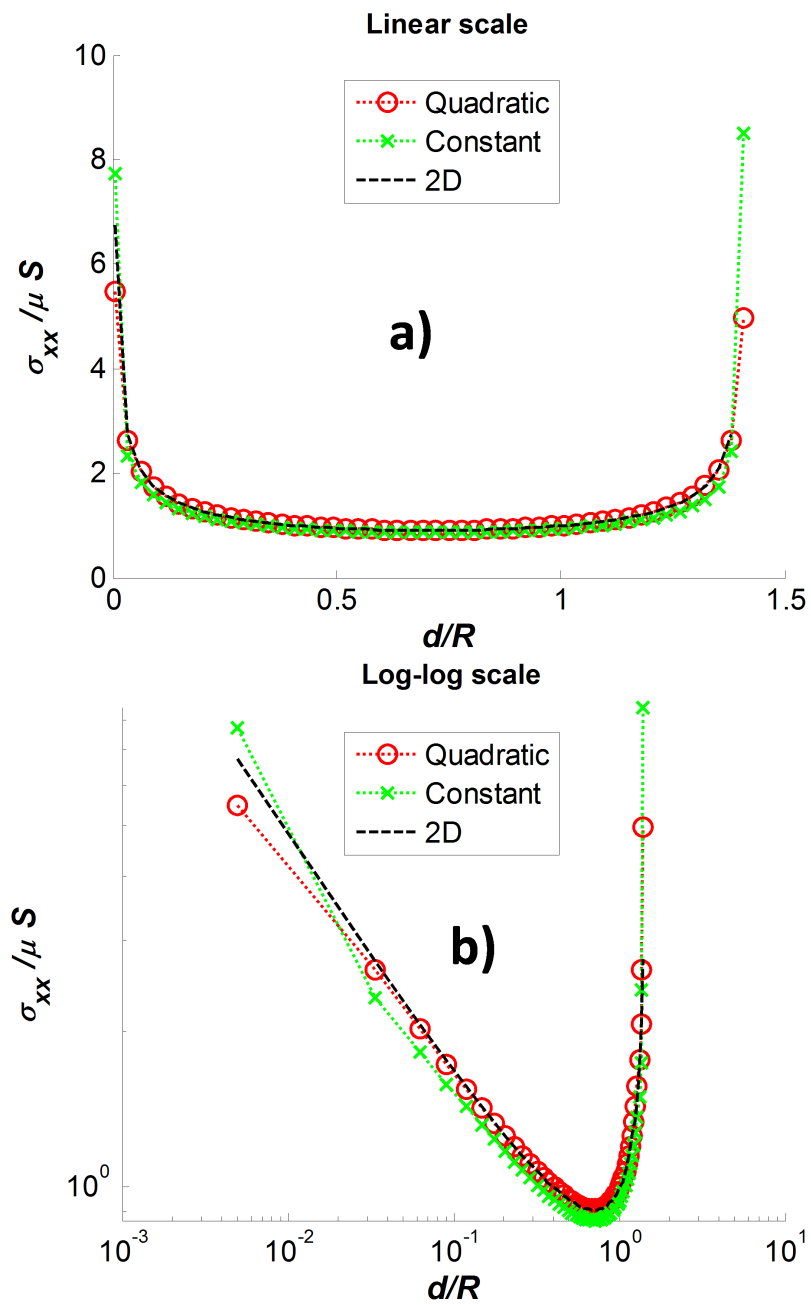 Linear scale
10
8
6
4
2
0
σxx /μ S
Quadratic
Constant
2D
a)
0 0.5 1 1.5
d/R
Log-log scale
Quadratic
Constant
2D
σxx /μ S
b)
10⁰
10⁻³ 10⁻² 10⁻¹ 10⁰ 10¹
d/R